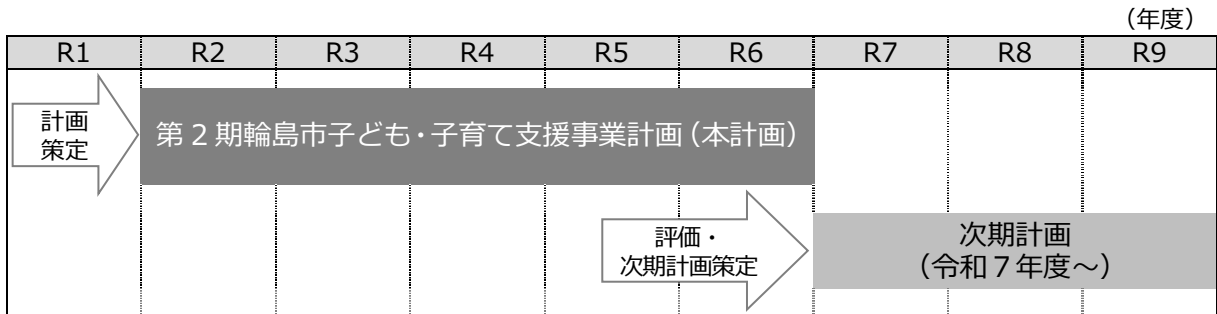 （年度）
R1 R2 R3 R4 R5 R6 R7 R8 R9
計画
策定
第２期輪島市子ども・子育て支援事業計画（本計画）
評価・
次期計画策定
次期計画
（令和７年度～）